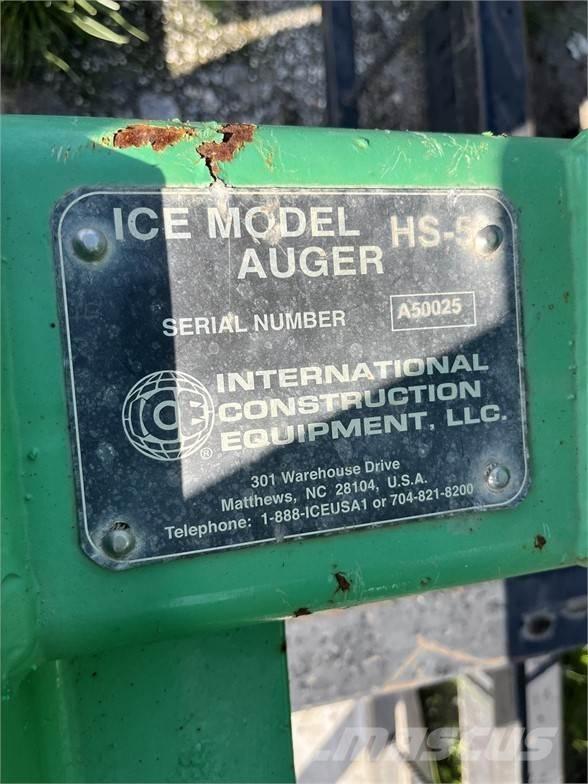 ICE MODEL HS-5
AUGER
SERIAL NUMBER A50025
ICE ®
INTERNATIONAL
CONSTRUCTION
EQUIPMENT, LLC.
301 Warehouse Drive
Matthews, NC 28104, U.S.A.
Telephone: 1-888-ICEUSA1 or 704-821-8200
MASCUS